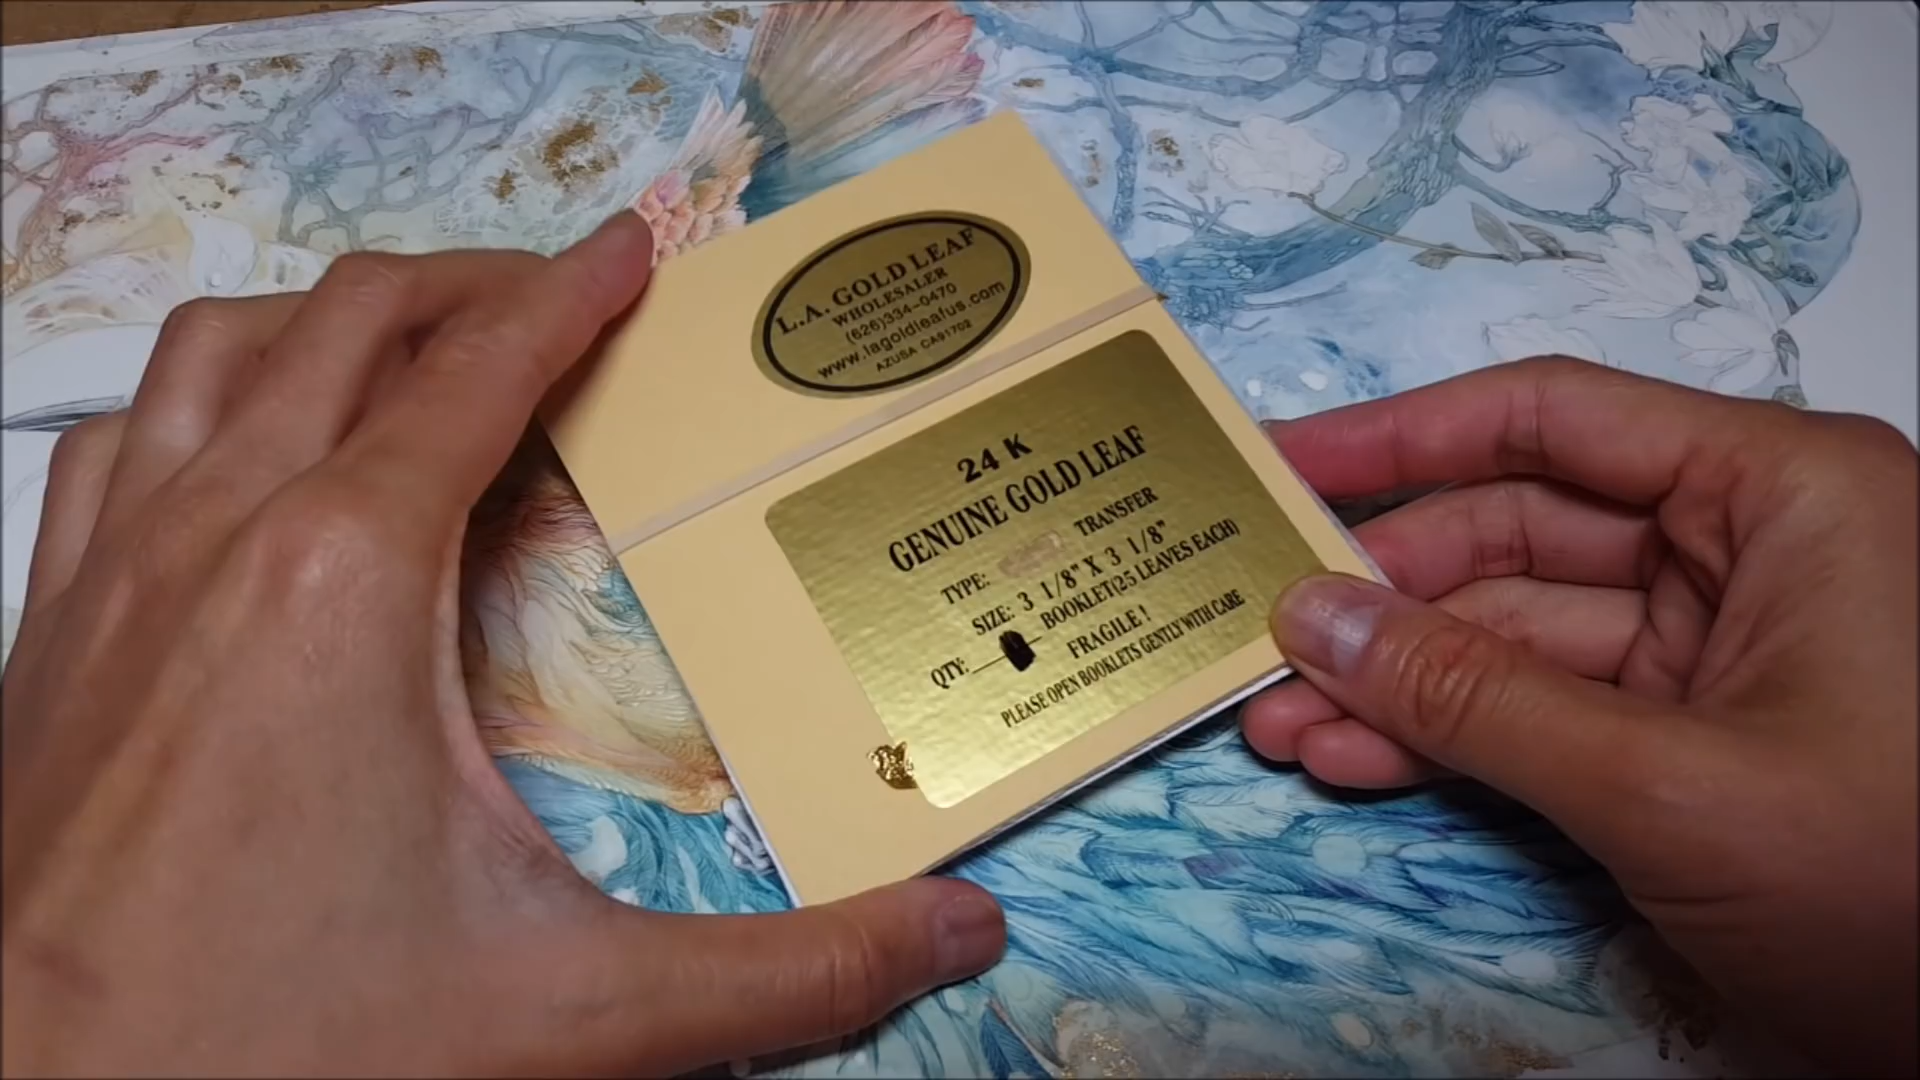 L.A. GOLD LEAF
WHOLESALER
(626)334-0470
www.lagoldleafus.com
AZUSA CA91702
24 K
GENUINE GOLD LEAF
TYPE: TRANSFER
SIZE: 3 1/8" X 3 1/8"
QTY: BOOKLET(25 LEAVES EACH)
FRAGILE!
PLEASE OPEN BOOKLETS GENTLY WITH CARE